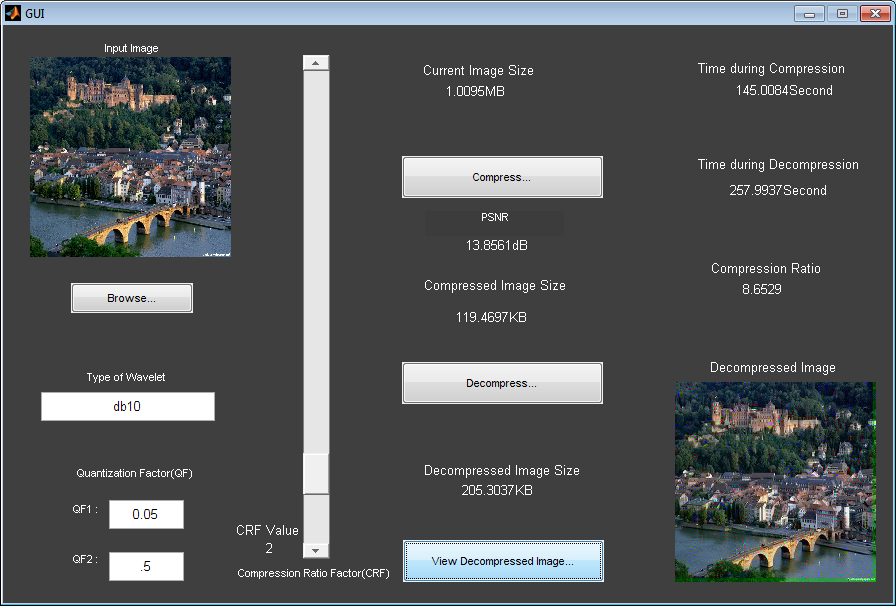 GUI
Input Image
Browse...
Type of Wavelet
db10
Quantization Factor(QF)
QF1 :
0.05
QF2 :
.5
CRF Value
2
Compression Ratio Factor(CRF)
Current Image Size
1.0095MB
Compress...
PSNR
13.8561dB
Compressed Image Size
119.4697KB
Decompress...
Decompressed Image Size
205.3037KB
View Decompressed Image...
Time during Compression
145.0084Second
Time during Decompression
257.9937Second
Compression Ratio
8.6529
Decompressed Image